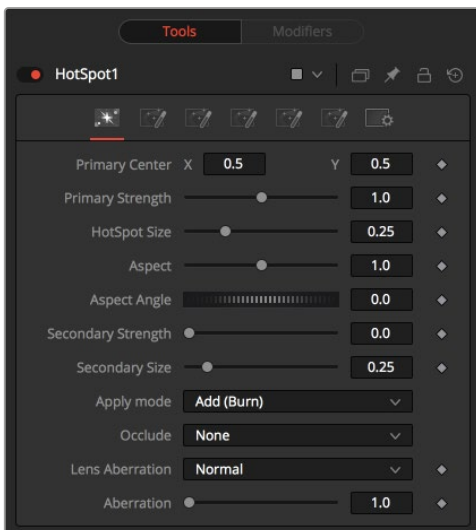 Tools Modifiers
HotSpot1
Primary Center X 0.5 Y 0.5
Primary Strength 1.0
HotSpot Size 0.25
Aspect 1.0
Aspect Angle 0.0
Secondary Strength 0.0
Secondary Size 0.25
Apply mode Add (Burn)
Occlude None
Lens Aberration Normal
Aberration 1.0